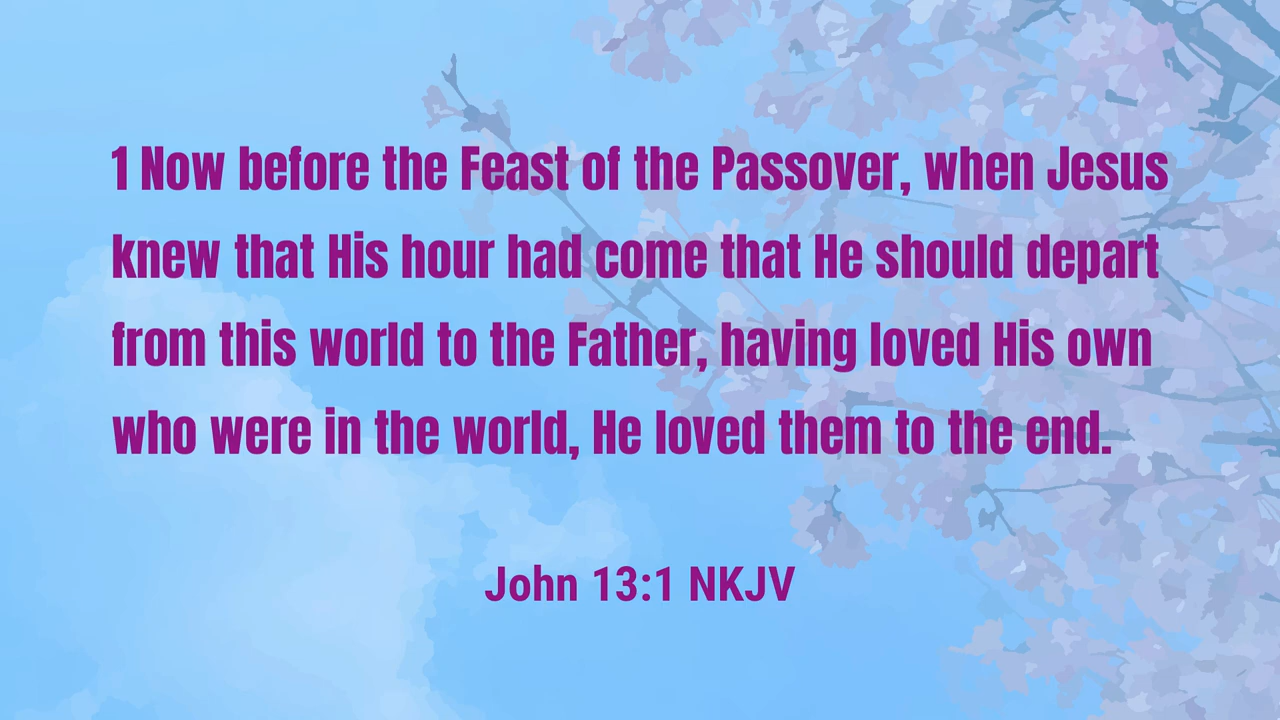 1 Now before the Feast of the Passover, when Jesus
knew that His hour had come that He should depart
from this world to the Father, having loved His own
who were in the world, He loved them to the end.
John 13:1 NKJV